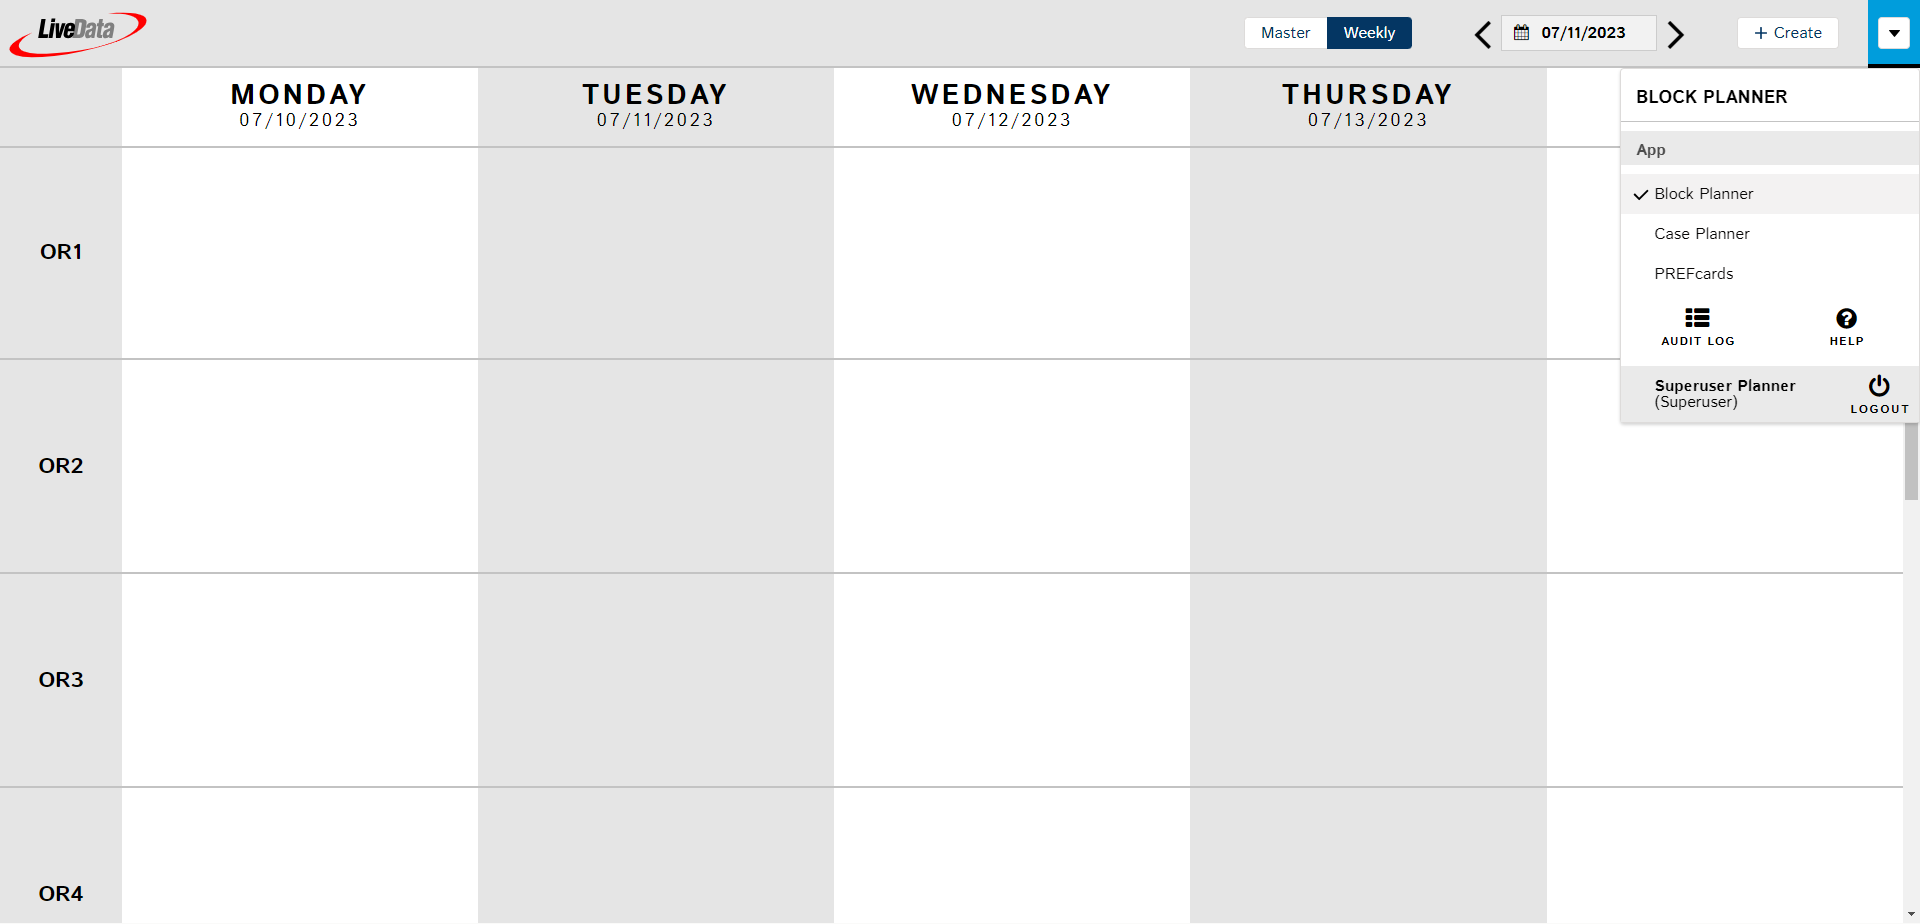 LiveData
Master
Weekly
07/11/2023
+ Create
MONDAY
07/10/2023
TUESDAY
07/11/2023
WEDNESDAY
07/12/2023
THURSDAY
07/13/2023
BLOCK PLANNER
App
Block Planner
Case Planner
PREFcards
AUDIT LOG
HELP
Superuser Planner
(Superuser)
LOGOUT
OR1
OR2
OR3
OR4